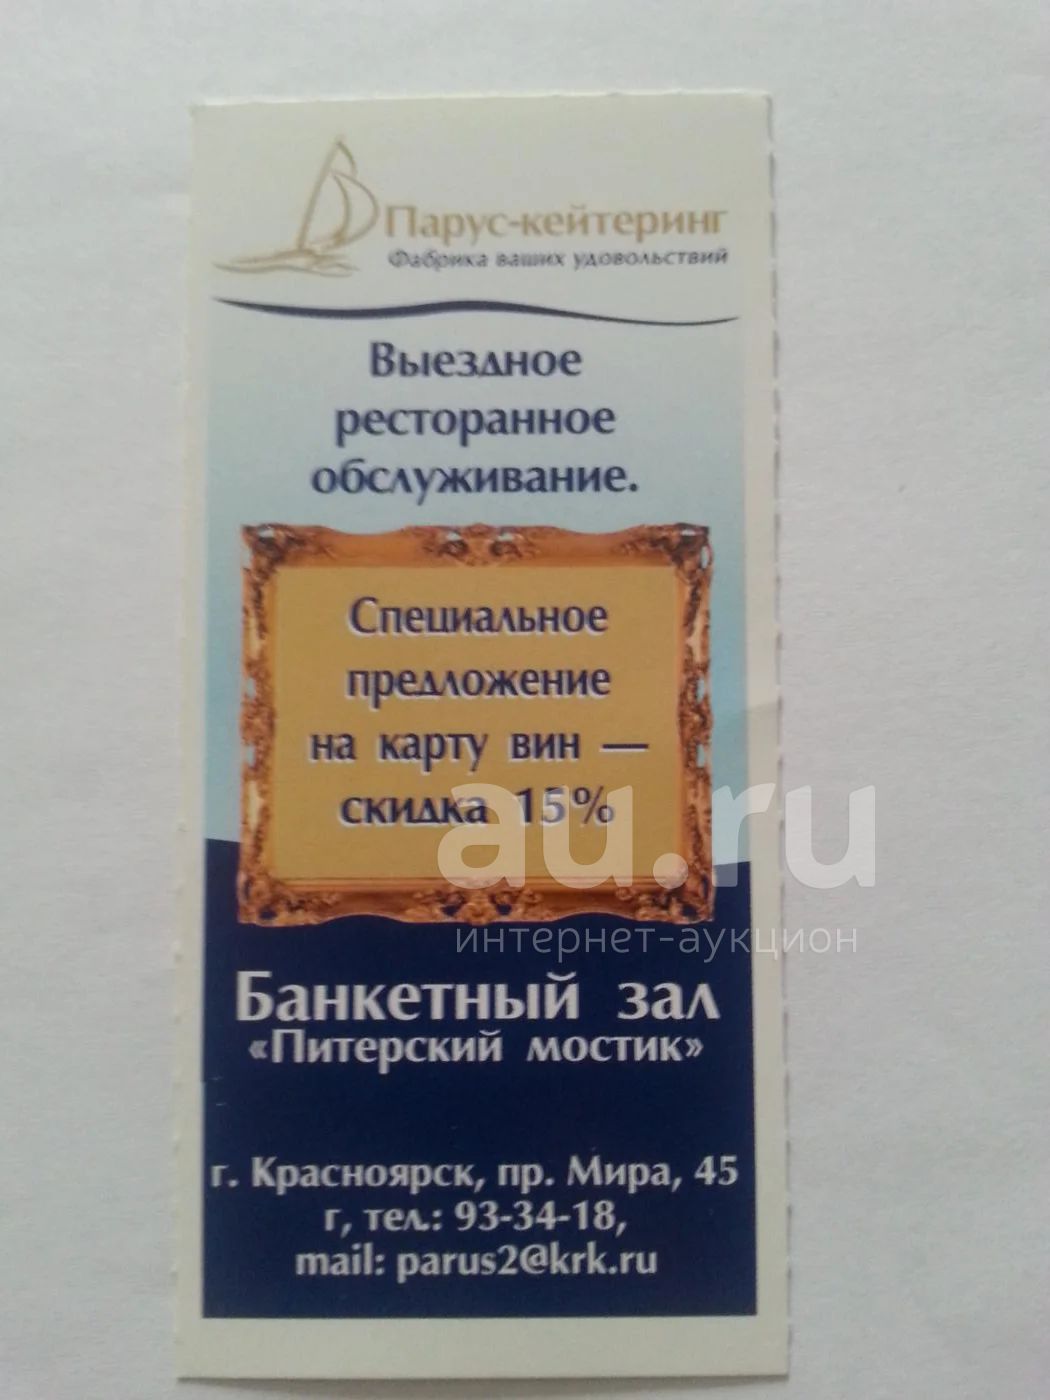 Парус-кейтеринг
Фабрика ваших удовольствий
Выездное
ресторанное
обслуживание.
Специальное
предложение
на карту вин —
скидка 15%
au.ru
интернет-аукцион
Банкетный зал
«Питерский мостик»
г. Красноярск, пр. Мира, 45
г, тел.: 93-34-18,
mail: parus2@krk.ru